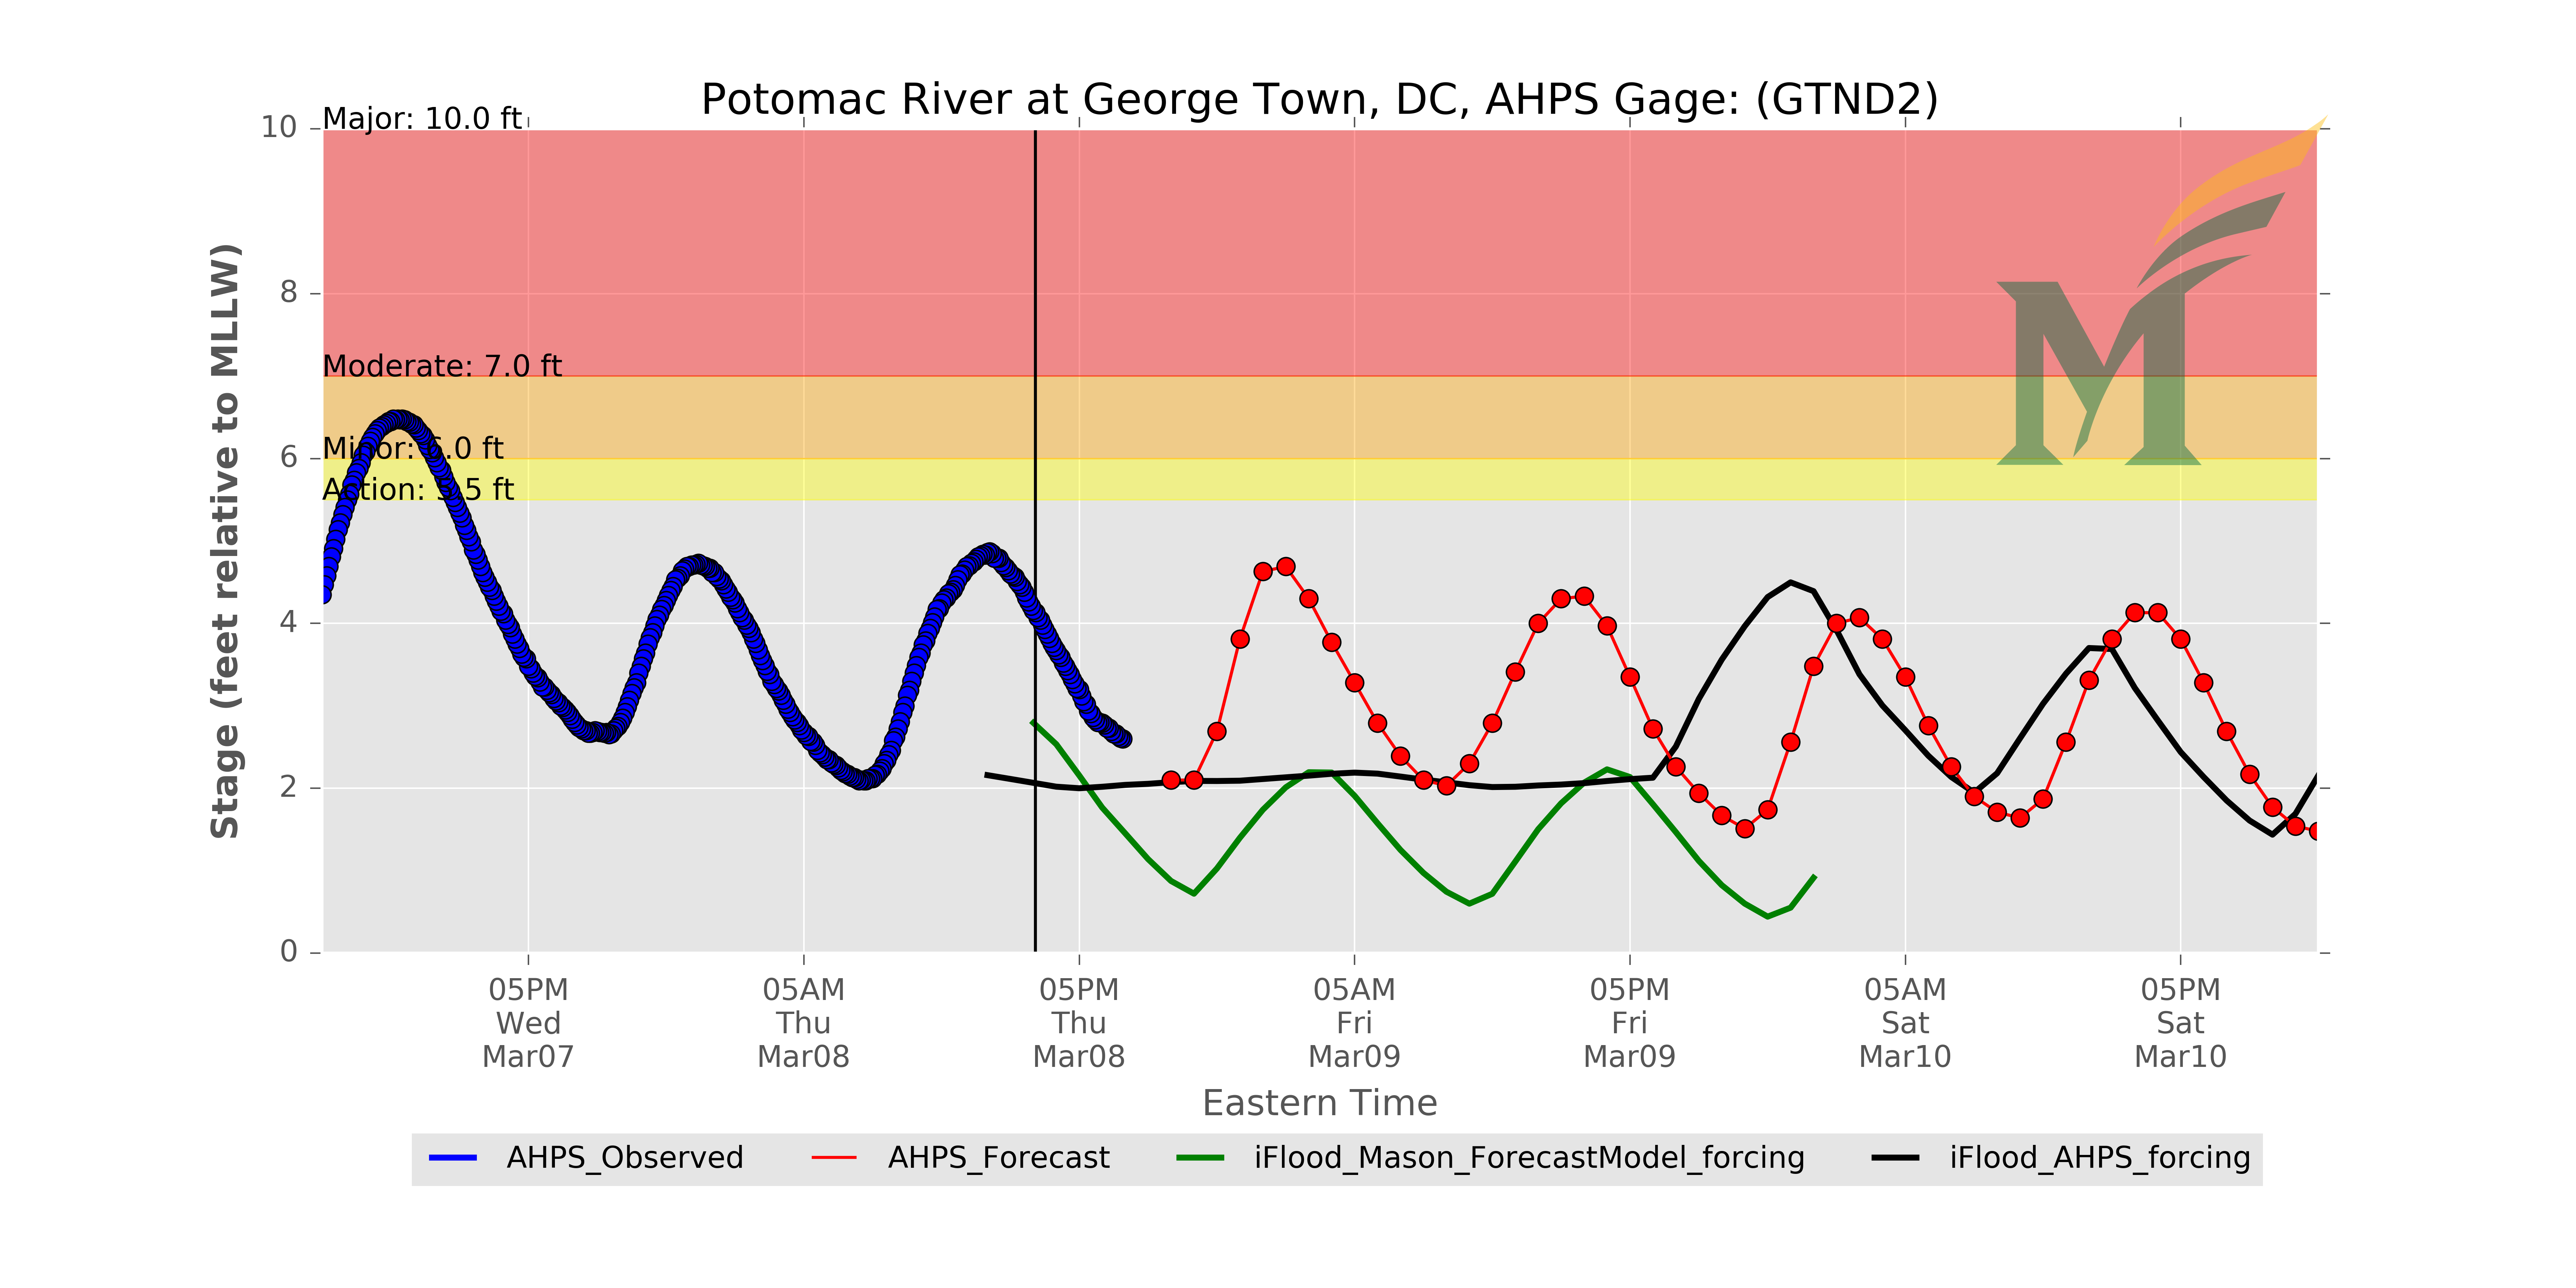 Potomac River at George Town, DC, AHPS Gage: (GTND2)
Major: 10.0 ft
Moderate: 7.0 ft
Minor: 6.0 ft
Action: 5.5 ft
Stage (feet relative to MLLW)
10
8
6
4
2
0
05PM 05AM 05PM 05AM 05PM 05AM 05PM
Wed Thu Thu Fri Fri Sat Sat
Mar07 Mar08 Mar08 Mar09 Mar09 Mar10 Mar10
Eastern Time
AHPS_Observed AHPS_Forecast iFlood_Mason_ForecastModel_forcing iFlood_AHPS_forcing